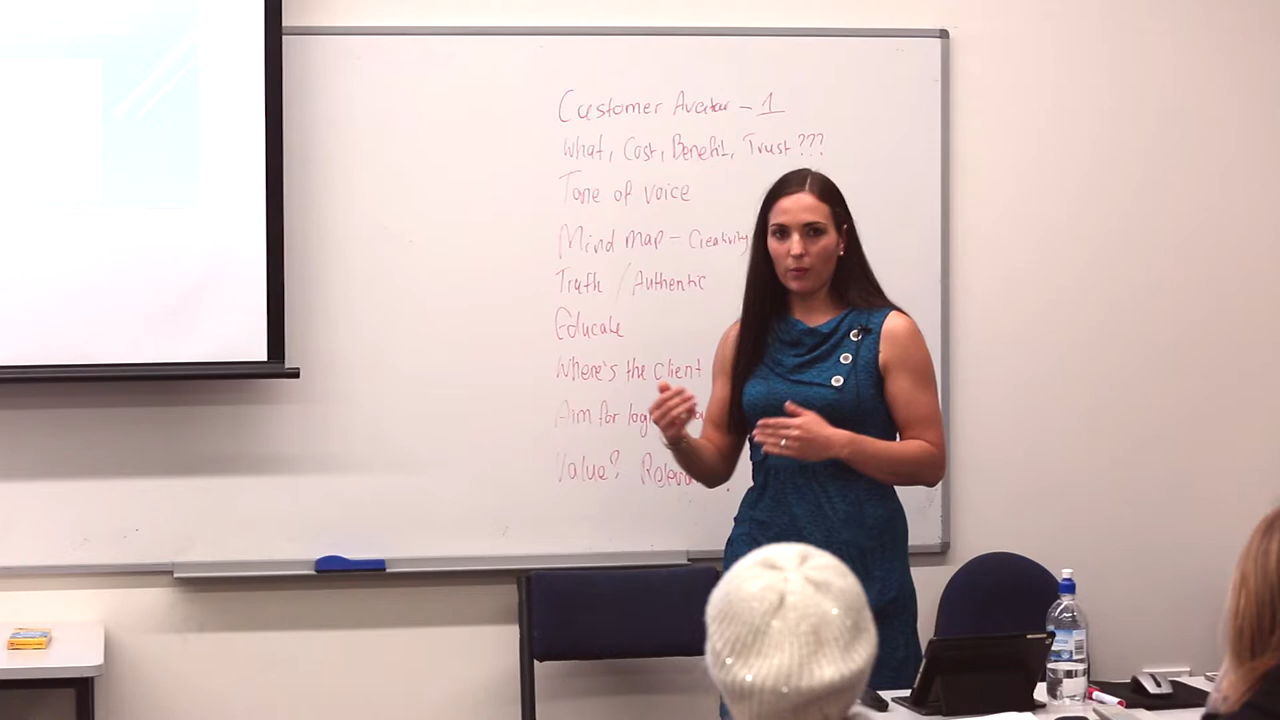 Customer Avatar - 1
What, Cost, Benefit, Trust ???
Tone of voice
Mind map - Creativity
Truth / Authentic
Educate
Where's the client
Aim for
Value?